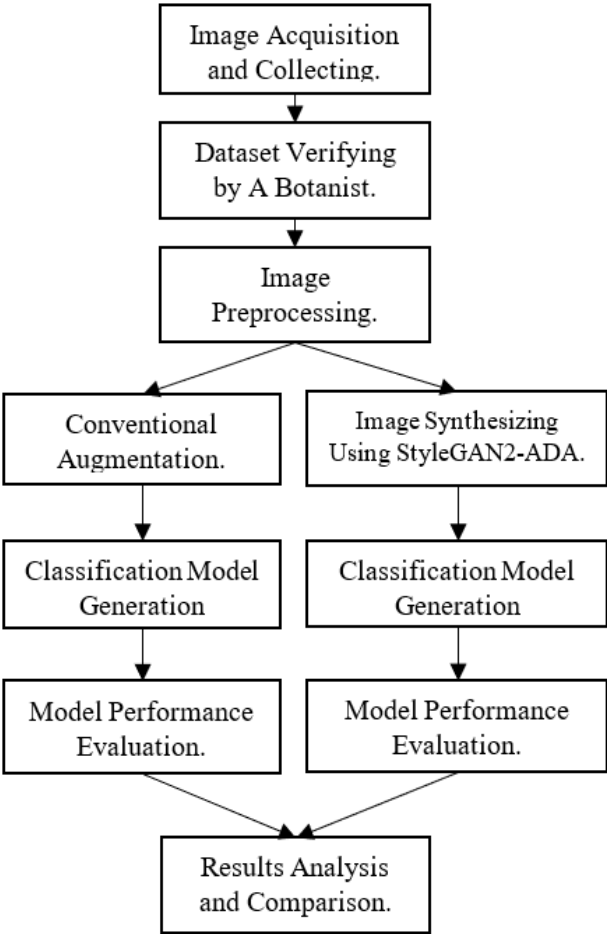 Image Acquisition
and Collecting.
Dataset Verifying
by A Botanist.
Image
Preprocessing.
Conventional
Augmentation.
Image Synthesizing
Using StyleGAN2-ADA.
Classification Model
Generation
Classification Model
Generation
Model Performance
Evaluation.
Model Performance
Evaluation.
Results Analysis
and Comparison.